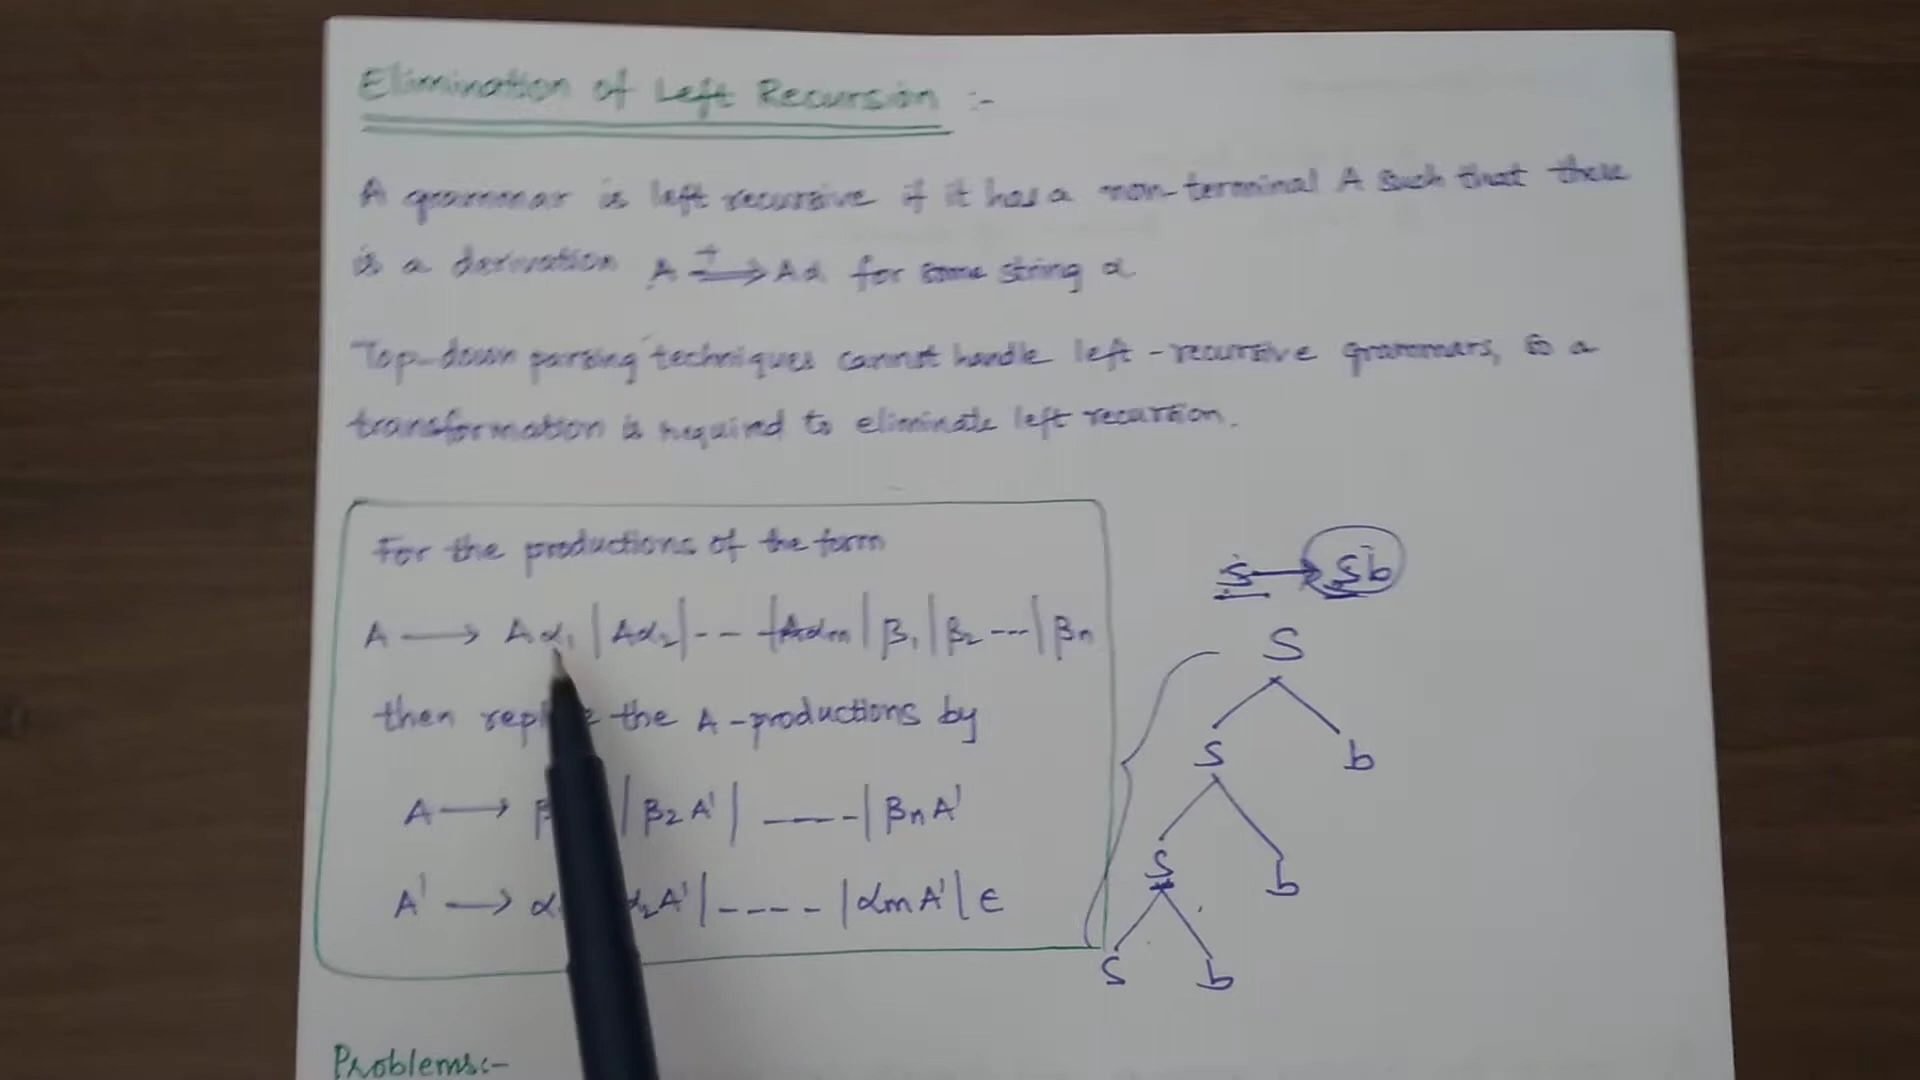 Elimination of Left Recursion :-
A grammar is left recursive if it has a non-terminal A such that there
is a derivation A ⇒+ Aα for some string α
Top-down parsing techniques cannot handle left-recursive grammars, so a
transformation is required to eliminate left recursion.
For the productions of the form
A → Aα₁ | Aα₂ | -- | Aαm | β₁ | β₂ --- | βn
then the A-productions by
A → | β₂A' | ----- | βnA'
A' → α₂A' | ---- | αmA' | ϵ
S → Sb
S
S b
S b
S b
Problems:-